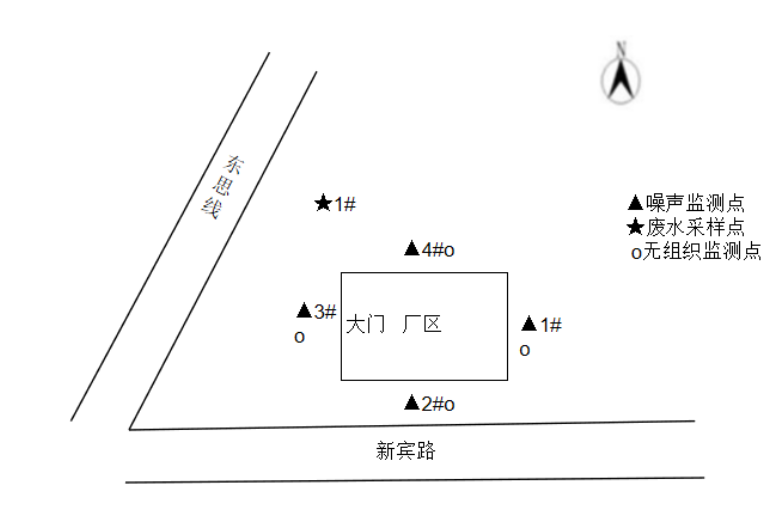 N
东思线
★1#
▲噪声监测点
★废水采样点
o无组织监测点
▲4#o
▲3#
o
大门 厂区
▲1#
o
▲2#o
新宾路